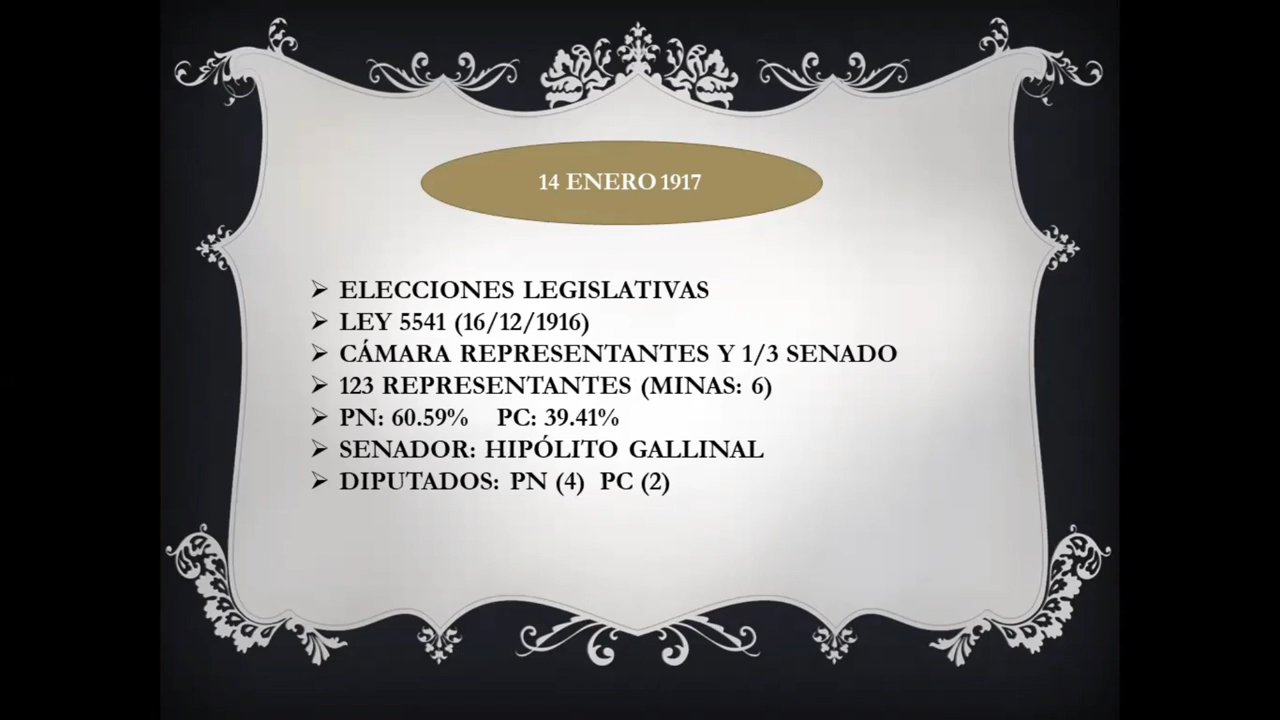 14 ENERO 1917
ELECCIONES LEGISLATIVAS
LEY 5541 (16/12/1916)
CÁMARA REPRESENTANTES Y 1/3 SENADO
123 REPRESENTANTES (MINAS: 6)
PN: 60.59% PC: 39.41%
SENADOR: HIPÓLITO GALLINAL
DIPUTADOS: PN (4) PC (2)